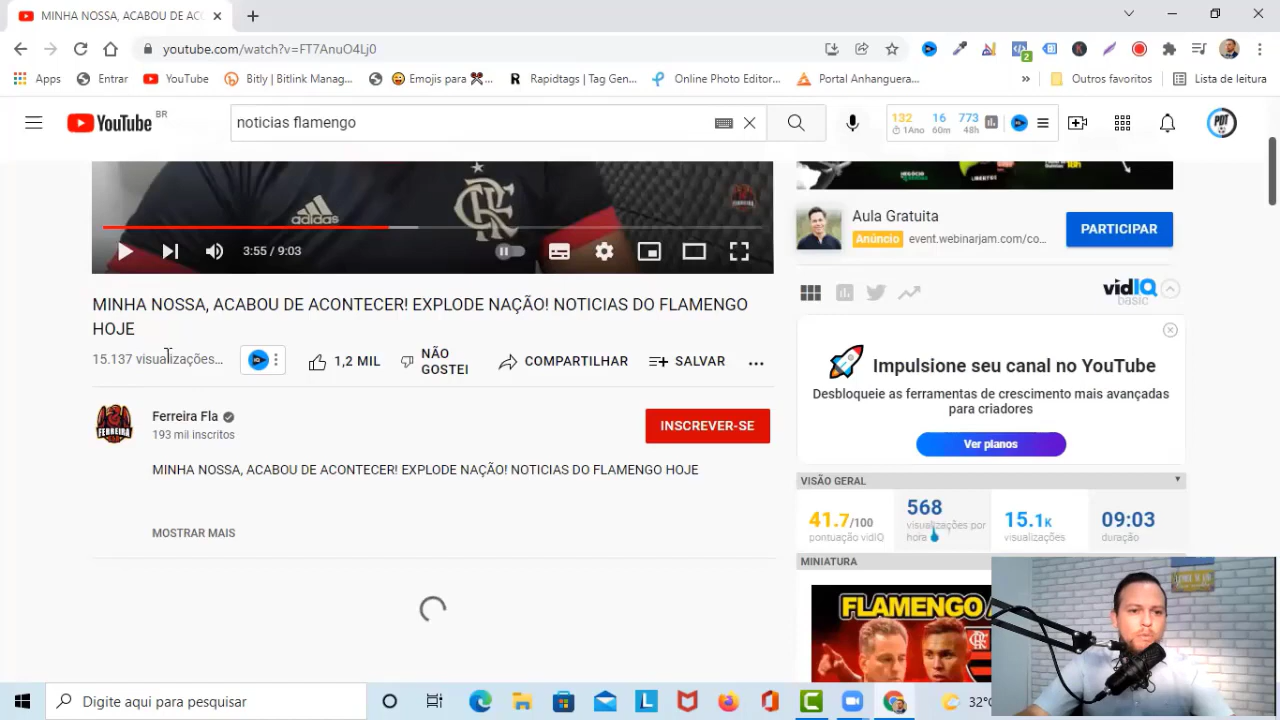 MINHA NOSSA, ACABOU DE AC
youtube.com/watch?v=FT7AnuO4Lj0
2
Apps
Entrar
YouTube
Bitly | Bitlink Manag...
Emojis para
Rapidtags | Tag Gen...
Online Photo Editor...
Portal Anhanguera...
»
Outros favoritos
Lista de leitura
YouTube BR
noticias flamengo
132
1Ano
16
60m
773
48h
PDT
adidas
CRF
FERREIRA
3:55 / 9:03
LIBERTES
Aula Gratuita
Anúncio event.webinarjam.com/co...
PARTICIPAR
MINHA NOSSA, ACABOU DE ACONTECER! EXPLODE NAÇÃO! NOTICIAS DO FLAMENGO
HOJE
15.137 visualizações...
1,2 MIL
NÃO
GOSTEI
COMPARTILHAR
SALVAR
...
vidIQ
basic
Impulsione seu canal no YouTube
Desbloqueie as ferramentas de crescimento mais avançadas
para criadores
Ver planos
FERREIRA
Ferreira Fla
193 mil inscritos
INSCREVER-SE
MINHA NOSSA, ACABOU DE ACONTECER! EXPLODE NAÇÃO! NOTICIAS DO FLAMENGO HOJE
MOSTRAR MAIS
VISÃO GERAL
41.7/100
pontuação vidIQ
568
visualizações por
hora
15.1K
visualizações
09:03
duração
MINIATURA
FLAMENGO
Digite aqui para pesquisar
32°C